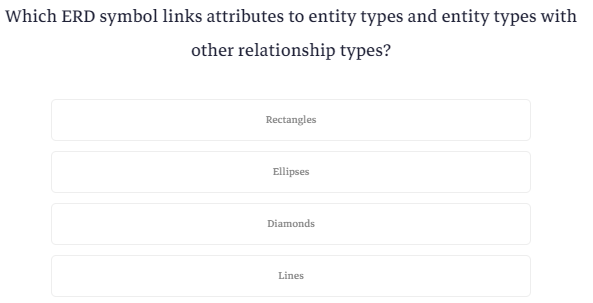 Which ERD symbol links attributes to entity types and entity types with
other relationship types?
Rectangles
Ellipses
Diamonds
Lines